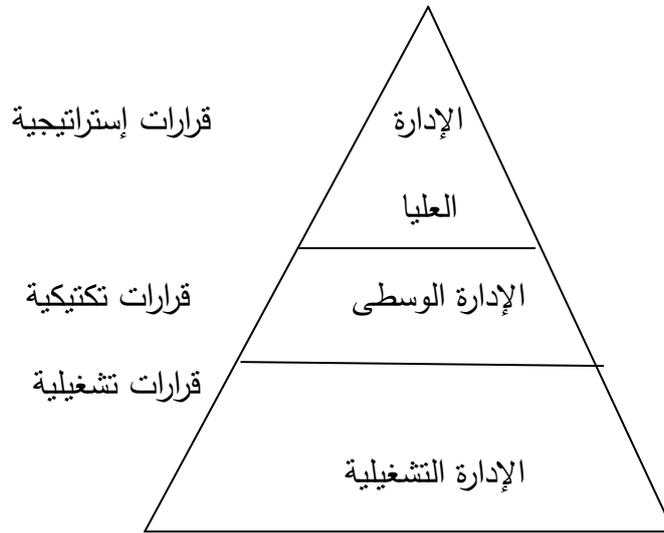 الإدارة
قرارات إستراتيجية
العليا
الإدارة الوسطى
قرارات تكتيكية
قرارات تشغيلية
الإدارة التشغيلية